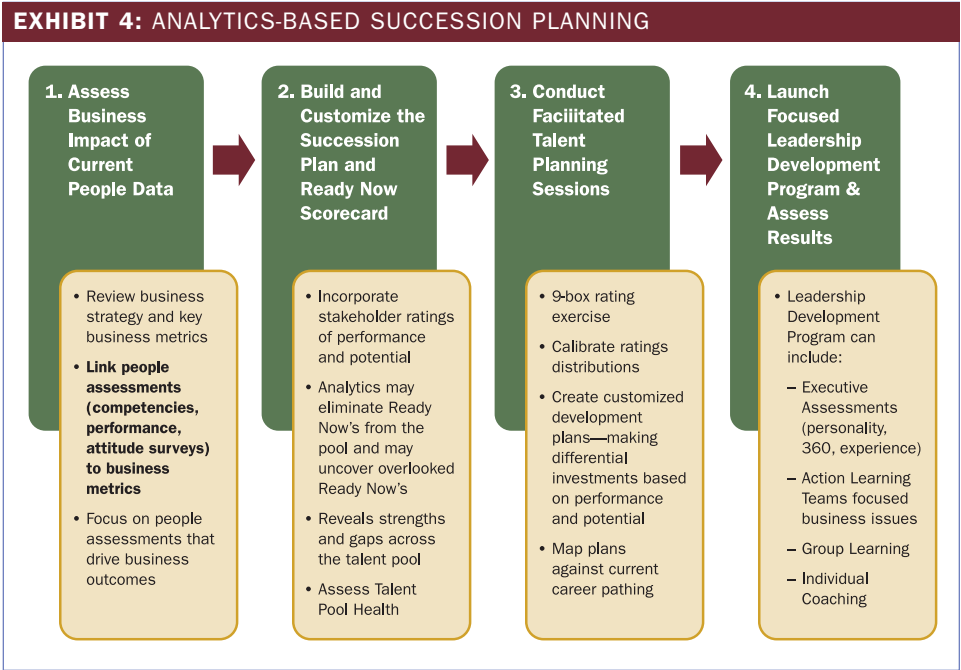 EXHIBIT 4: ANALYTICS-BASED SUCCESSION PLANNING
1. Assess
Business
Impact of
Current
People Data
• Review business
strategy and key
business metrics
• Link people
assessments
(competencies,
performance,
attitude surveys)
to business
metrics
• Focus on people
assessments that
drive business
outcomes
2. Build and
Customize the
Succession
Plan and
Ready Now
Scorecard
• Incorporate
stakeholder ratings
of performance
and potential
• Analytics may
eliminate Ready
Now's from the
pool and may
uncover overlooked
Ready Now's
• Reveals strengths
and gaps across
the talent pool
• Assess Talent
Pool Health
3. Conduct
Faciiitated
Talent
Planning
Sessions
• 9-box rating
exercise
• Calibrate ratings
distributions
• Create customized
development
plans—making
differential
investments based
on performance
and potential
• Map plans
against current
career pathing
4. Launch
Focused
Leadership
Development
Program &
Assess
Results
• Leadership
Development
Program can
include:
– Executive
Assessments
(personality,
360, experience)
– Action Learning
Teams focused
business issues
– Group Learning
– Individual
Coaching